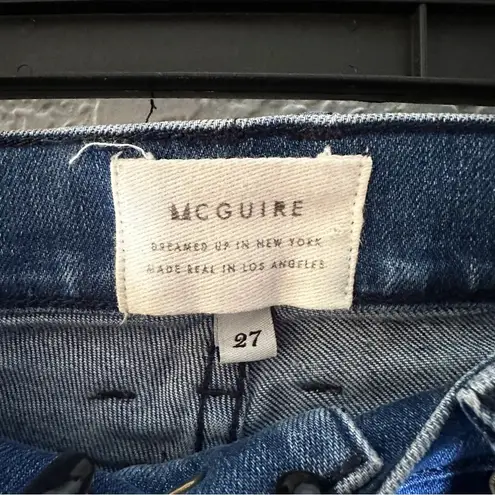 MCGUIRE
DREAMED UP IN NEW YORK
MADE REAL IN LOS ANGELES
27